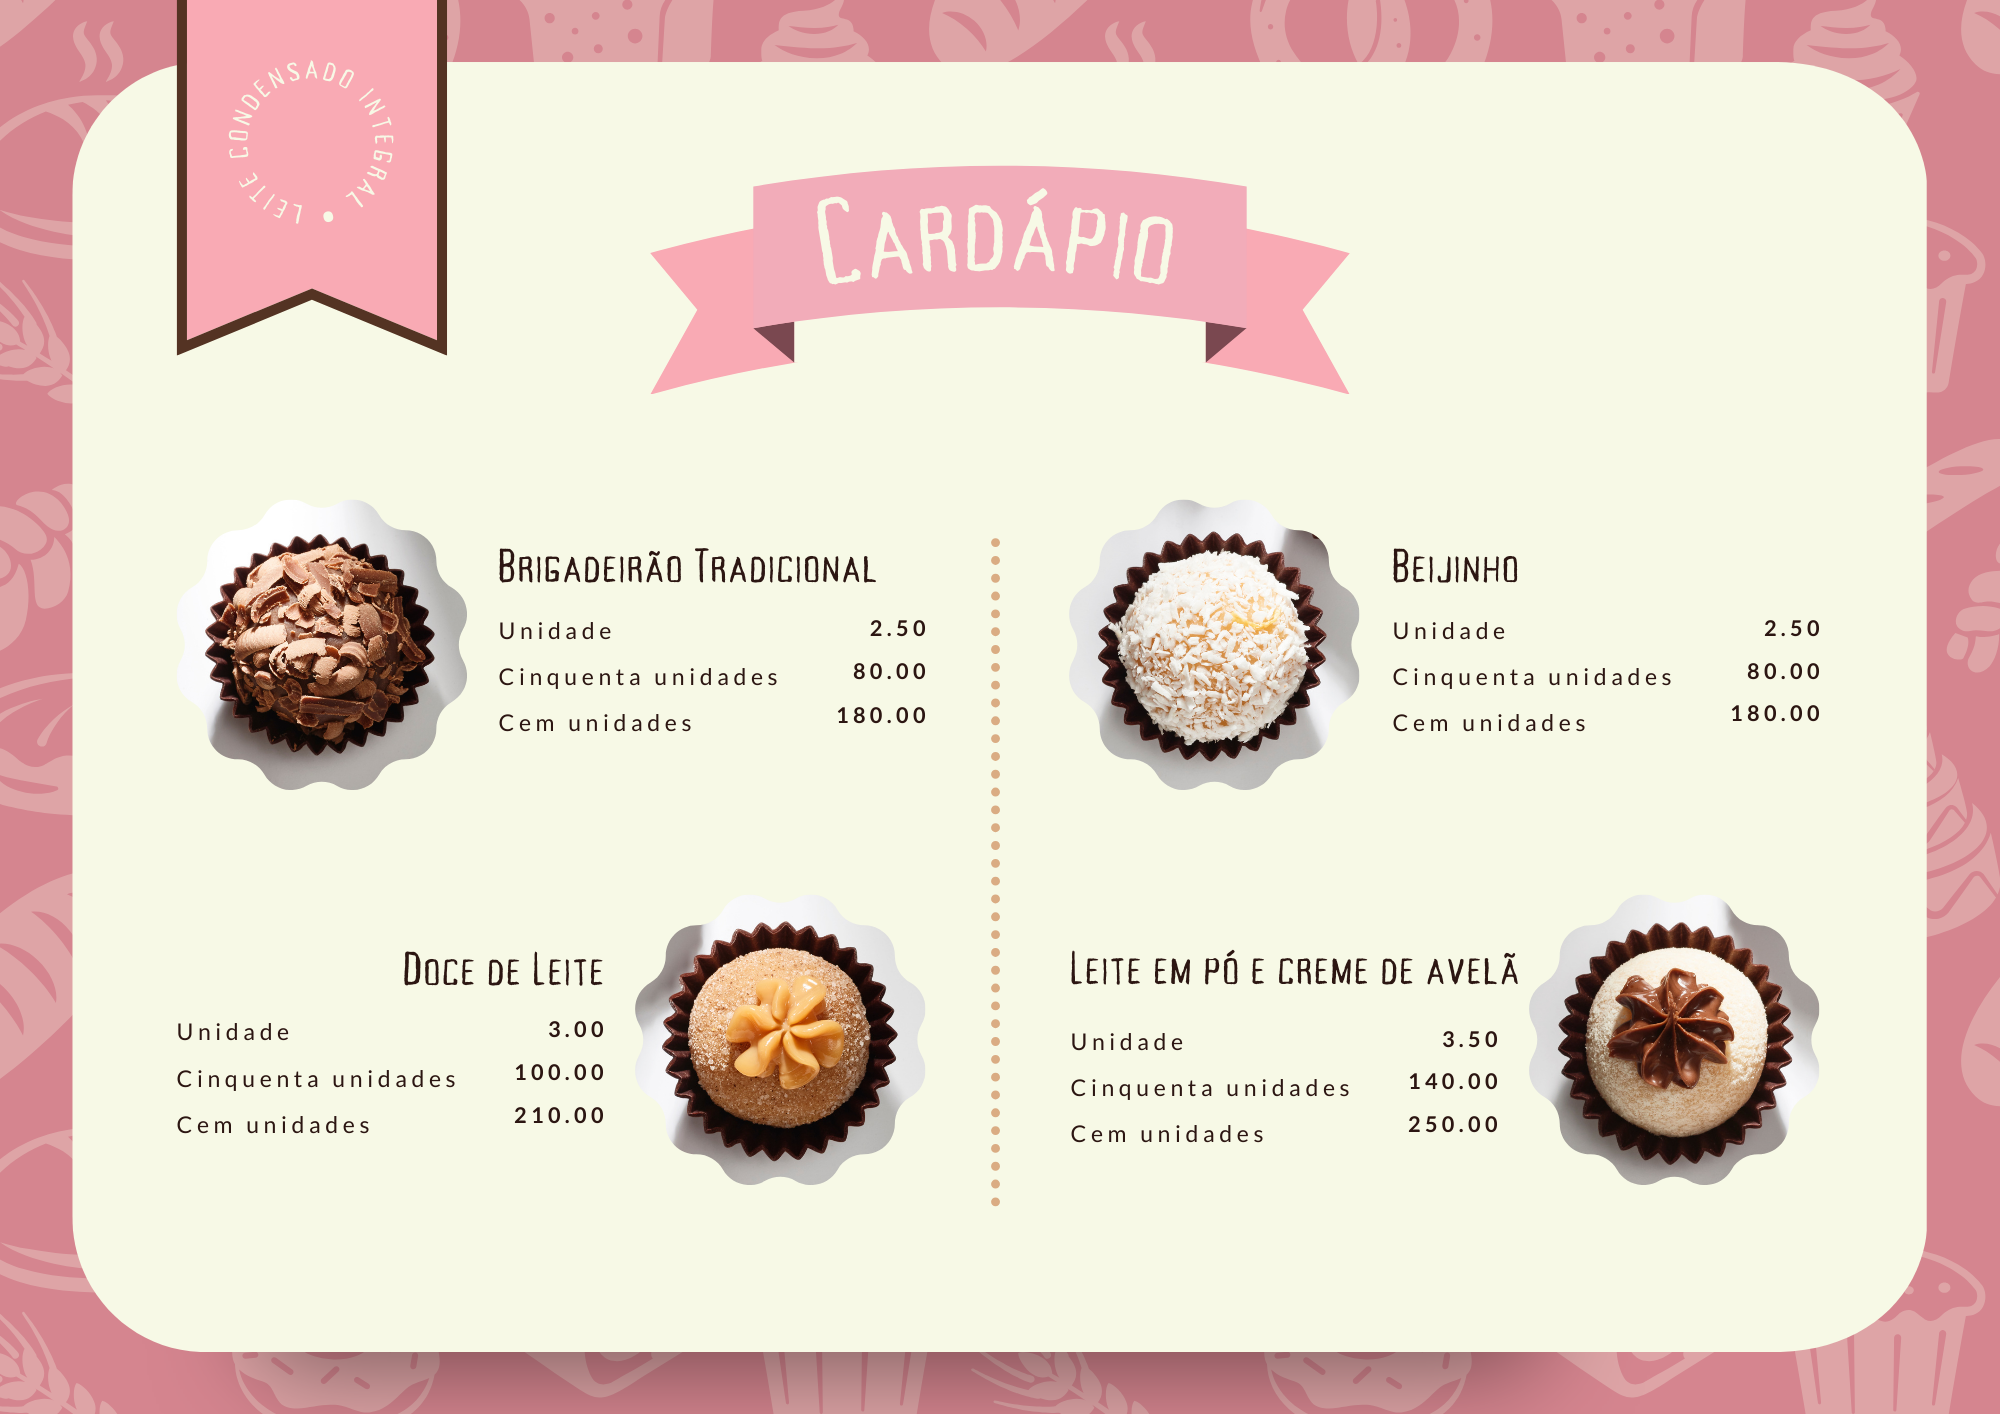 LEITE CONDENSADO INTEGRAL •
CARDÁPIO
BRIGADEIRÃO TRADICIONAL
Unidade 2.50
Cinquenta unidades 80.00
Cem unidades 180.00
BEIJINHO
Unidade 2.50
Cinquenta unidades 80.00
Cem unidades 180.00
DOCE DE LEITE
Unidade 3.00
Cinquenta unidades 100.00
Cem unidades 210.00
LEITE EM PÓ E CREME DE AVELÃ
Unidade 3.50
Cinquenta unidades 140.00
Cem unidades 250.00